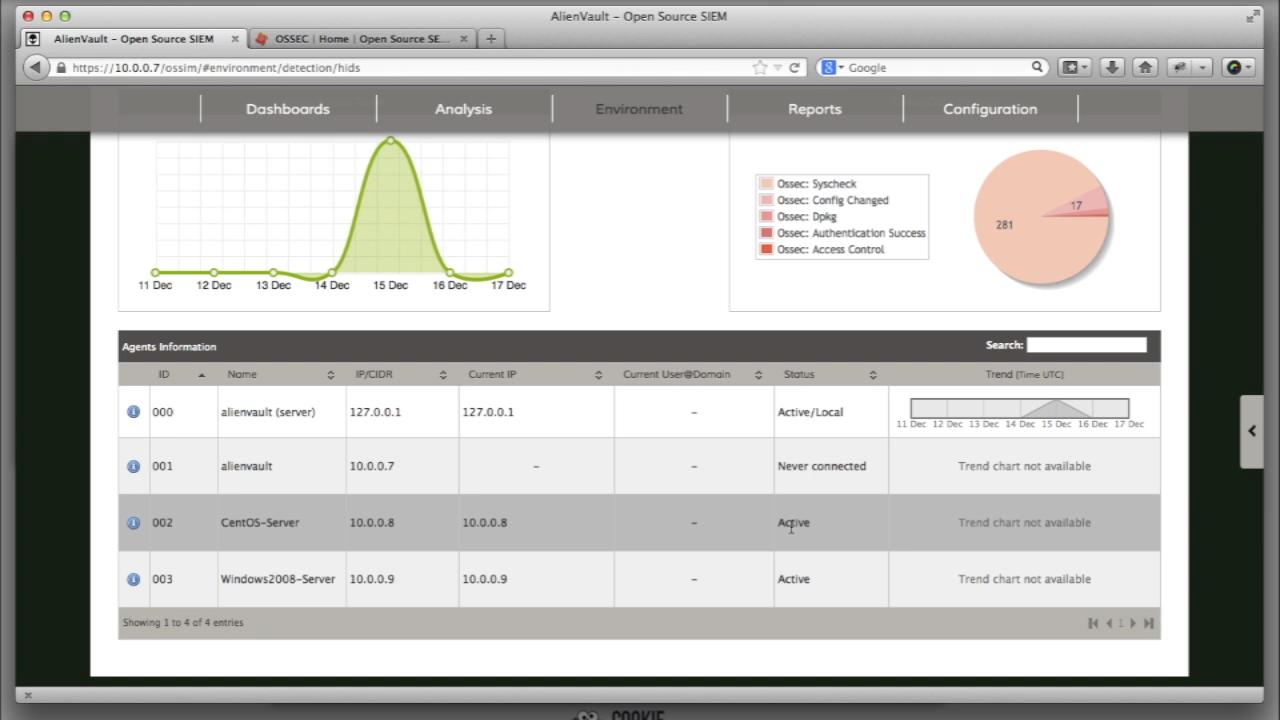 AlienVault - Open Source SIEM
AlienVault - Open Source SIEM × OSSEC | Home | Open Source SE... × +
https://10.0.0.7/ossim/#environment/detection/hids Google
Dashboards Analysis Environment Reports Configuration
11 Dec 12 Dec 13 Dec 14 Dec 15 Dec 16 Dec 17 Dec
Ossec: Syscheck
Ossec: Config Changed
Ossec: Dpkg
Ossec: Authentication Success
Ossec: Access Control
17
281
Agents Information Search:
ID Name IP/CIDR Current IP Current User@Domain Status Trend [Time UTC]
000 alienvault (server) 127.0.0.1 127.0.0.1 - Active/Local
11 Dec 12 Dec 13 Dec 14 Dec 15 Dec 16 Dec 17 Dec
001 alienvault 10.0.0.7 - - Never connected Trend chart not available
002 CentOS-Server 10.0.0.8 10.0.0.8 - Active Trend chart not available
003 Windows2008-Server 10.0.0.9 10.0.0.9 - Active Trend chart not available
Showing 1 to 4 of 4 entries 1
×
COOKIE